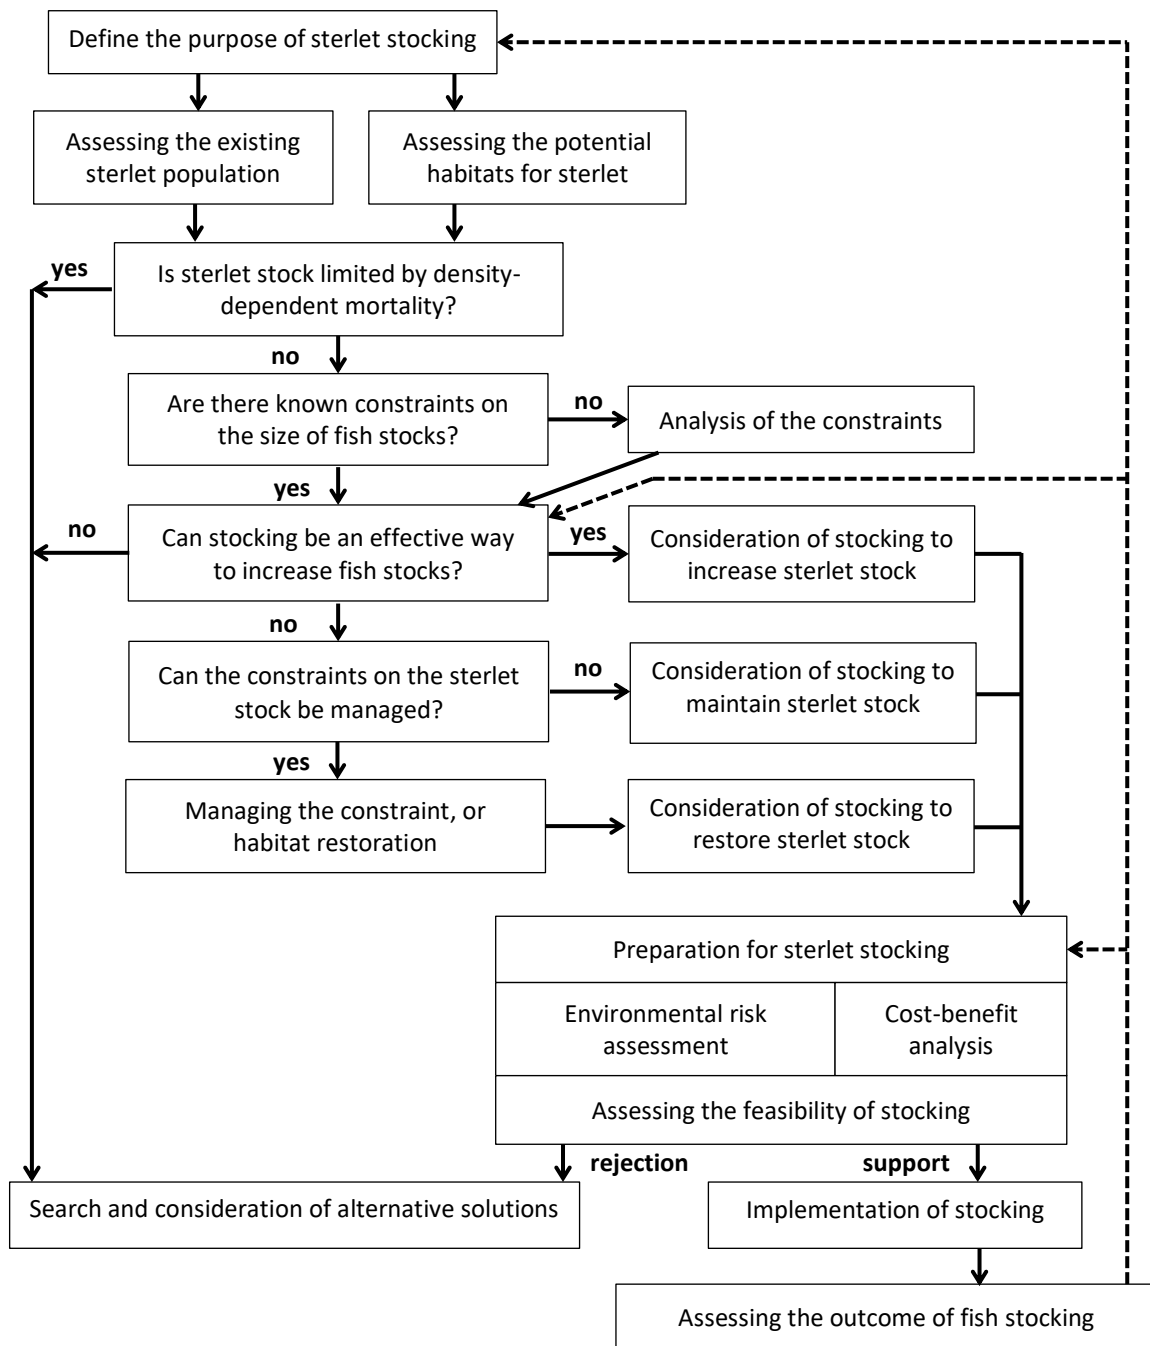 Define the purpose of sterlet stocking
Assessing the existing
sterlet population
Assessing the potential
habitats for sterlet
yes
Is sterlet stock limited by density-
dependent mortality?
no
Are there known constraints on
the size of fish stocks?
no
Analysis of the constraints
yes
no
Can stocking be an effective way
to increase fish stocks?
yes
Consideration of stocking to
increase sterlet stock
no
Can the constraints on the sterlet
stock be managed?
no
Consideration of stocking to
maintain sterlet stock
yes
Managing the constraint, or
habitat restoration
Consideration of stocking to
restore sterlet stock
Preparation for sterlet stocking
Environmental risk
assessment
Cost-benefit
analysis
Assessing the feasibility of stocking
rejection
support
Search and consideration of alternative solutions
Implementation of stocking
Assessing the outcome of fish stocking